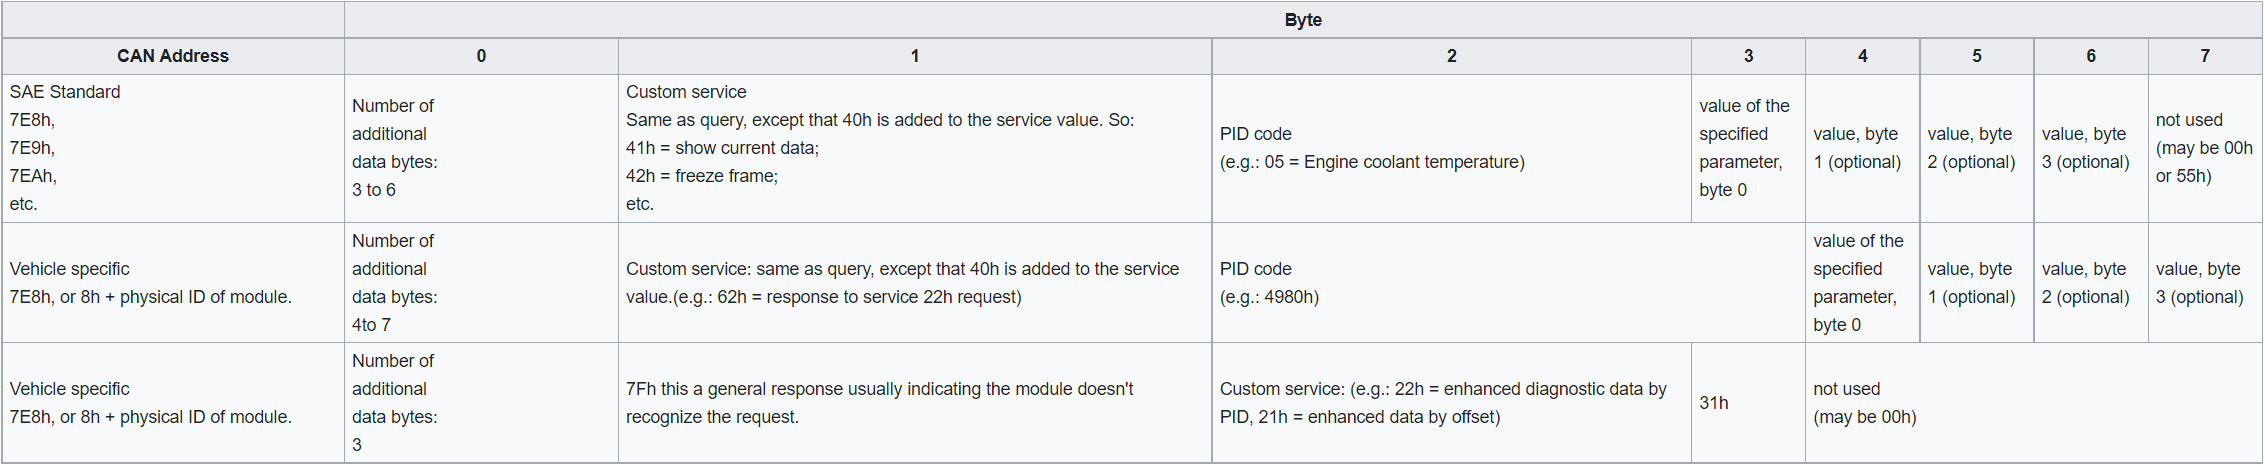 Byte
CAN Address 0 1 2 3 4 5 6 7
SAE Standard
7E8h,
7E9h,
7EAh,
etc.
Number of
additional
data bytes:
3 to 6
Custom service
Same as query, except that 40h is added to the service value. So:
41h = show current data;
42h = freeze frame;
etc.
PID code
(e.g.: 05 = Engine coolant temperature)
value of the
specified
parameter,
byte 0
value, byte
1 (optional)
value, byte
2 (optional)
value, byte
3 (optional)
not used
(may be 00h
or 55h)
Vehicle specific
7E8h, or 8h + physical ID of module.
Number of
additional
data bytes:
4to 7
Custom service: same as query, except that 40h is added to the service
value.(e.g.: 62h = response to service 22h request)
PID code
(e.g.: 4980h)
value of the
specified
parameter,
byte 0
value, byte
1 (optional)
value, byte
2 (optional)
value, byte
3 (optional)
Vehicle specific
7E8h, or 8h + physical ID of module.
Number of
additional
data bytes:
3
7Fh this a general response usually indicating the module doesn't
recognize the request.
Custom service: (e.g.: 22h = enhanced diagnostic data by
PID, 21h = enhanced data by offset)
31h
not used
(may be 00h)